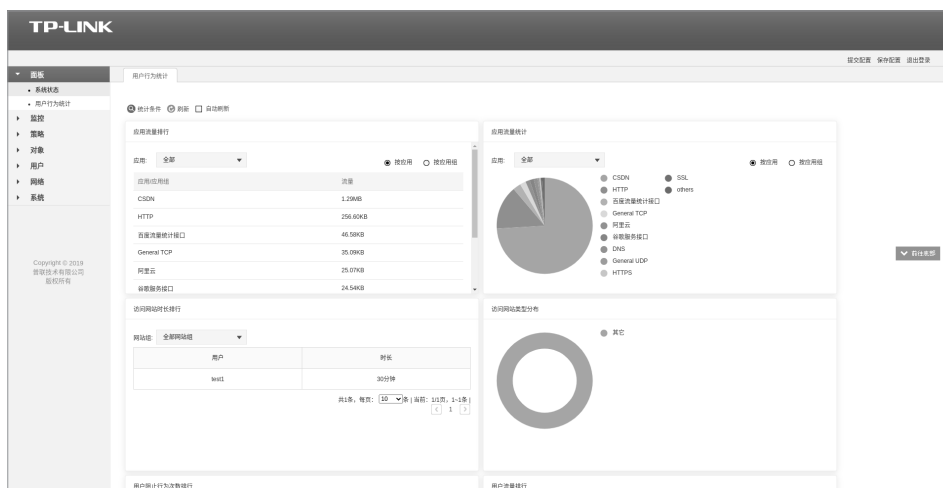 TP-LINK
提交配置 保存配置 退出登录
面板
系统状态
用户行为统计
监控
策略
对象
用户
网络
系统
Copyright © 2019
普联技术有限公司
版权所有
用户行为统计
统计条件 刷新 自动刷新
应用流量排行
应用: 全部
按应用 按应用组
应用/应用组 流量
CSDN 1.29MB
HTTP 256.60KB
百度流量统计接口 46.58KB
General TCP 35.09KB
阿里云 25.07KB
谷歌服务接口 24.54KB
应用流量统计
应用: 全部
按应用 按应用组
CSDN
HTTP
百度流量统计接口
General TCP
阿里云
谷歌服务接口
DNS
General UDP
HTTPS
SSL
others
前往底部
访问网站时长排行
网站组: 全部网站组
用户 时长
test1 30分钟
共1条，每页: 10 条 | 当前: 1/1页，1~1条 |
< 1 >
访问网站类型分布
其它
用户阻止行为次数排行
用户流量排行